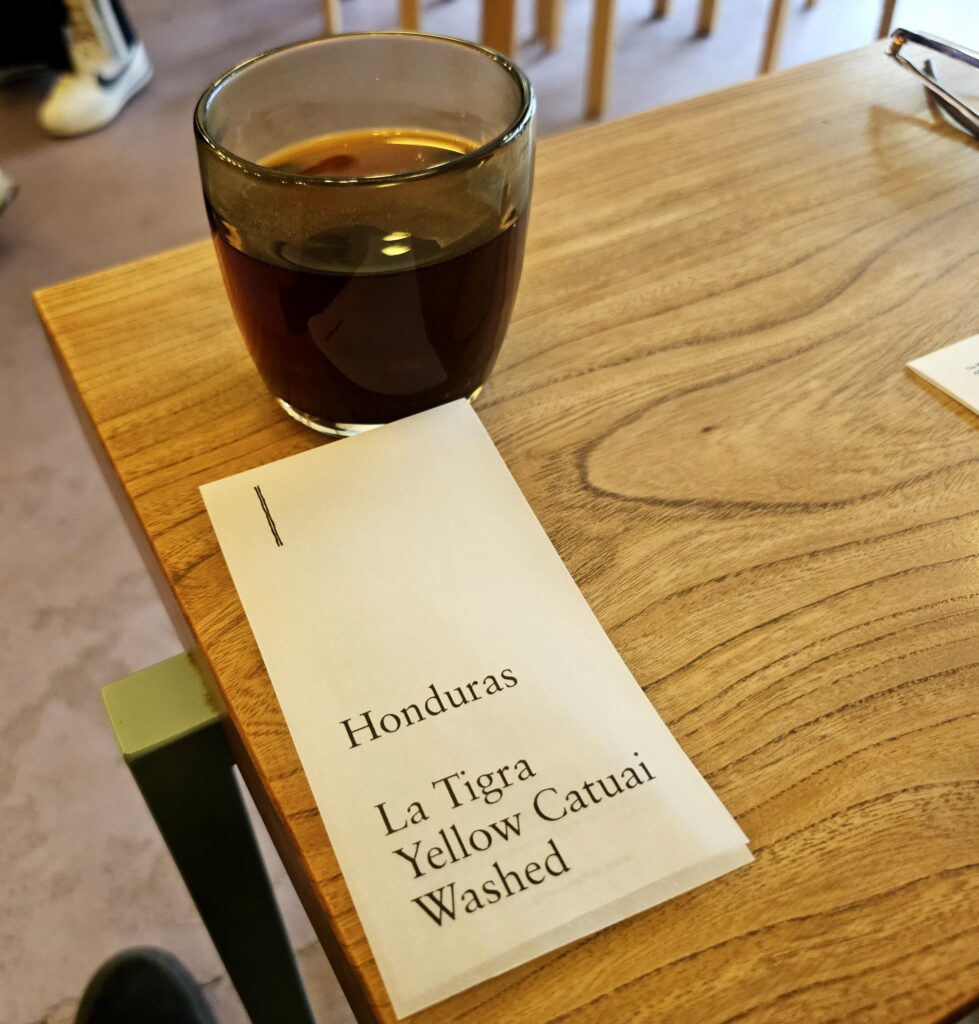 Honduras
La Tigra
Yellow Catuai
Washed